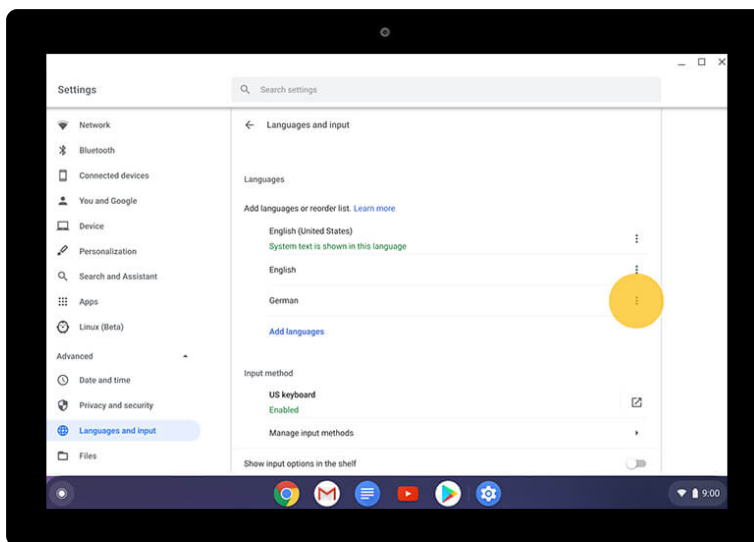 Settings
Search settings
Network
Bluetooth
Connected devices
You and Google
Device
Personalization
Search and Assistant
Apps
Linux (Beta)
Advanced
Date and time
Privacy and security
Languages and input
Files
Languages and input
Languages
Add languages or reorder list. Learn more
English (United States)
System text is shown in this language
English
German
Add languages
Input method
US keyboard
Enabled
Manage input methods
Show input options in the shelf
9:00